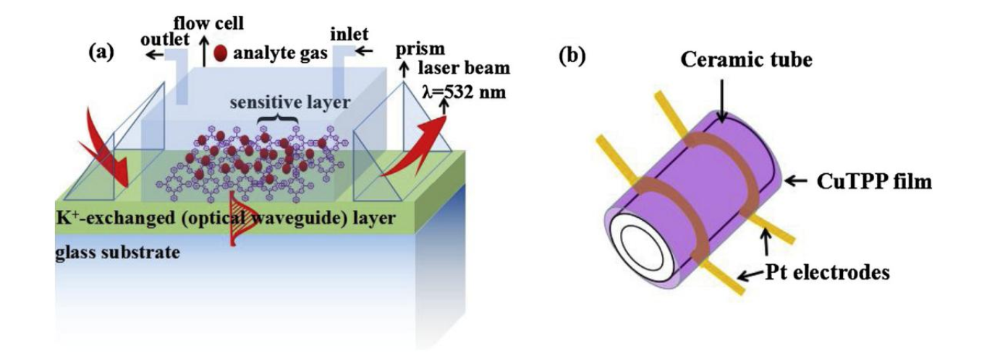 (a)
flow cell
outlet
inlet
analyte gas
prism
laser beam
λ=532 nm
sensitive layer
K⁺-exchanged (optical waveguide) layer
glass substrate
(b)
Ceramic tube
CuTPP film
Pt electrodes